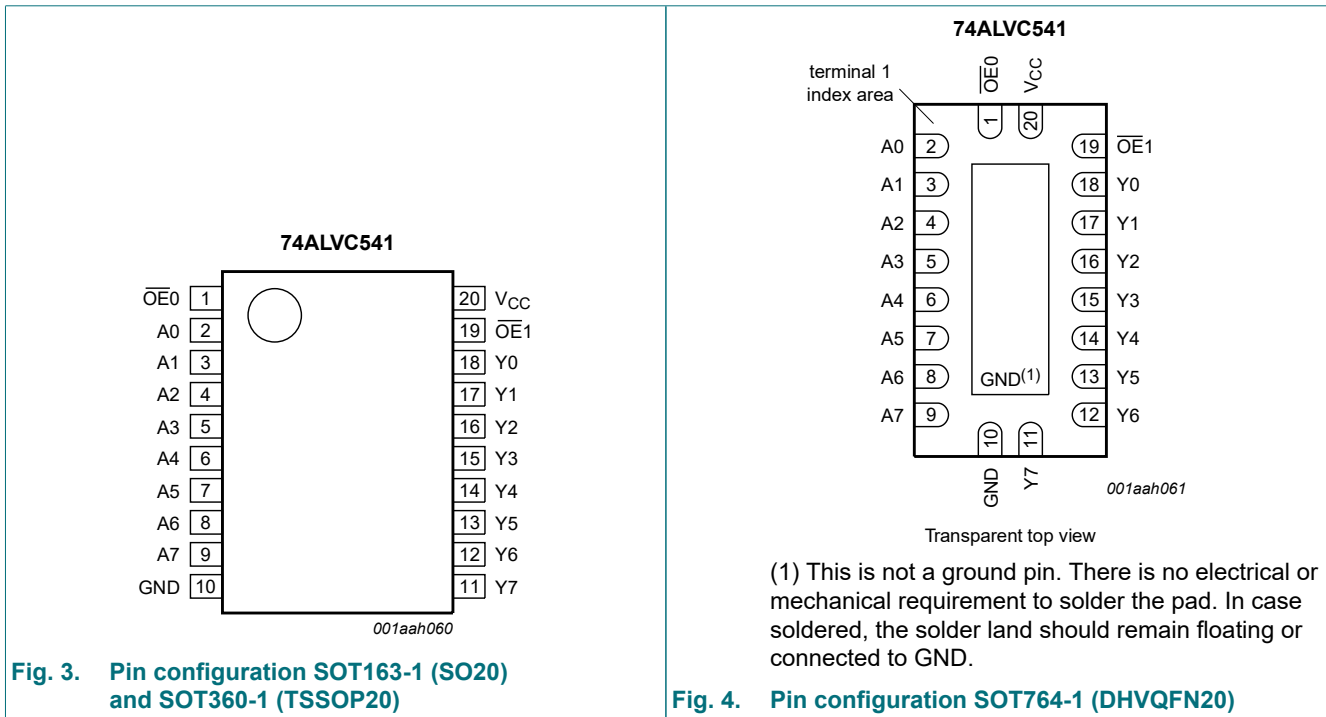 74ALVC541
OE0 1
A0 2
A1 3
A2 4
A3 5
A4 6
A5 7
A6 8
A7 9
GND 10
20 VCC
19 OE1
18 Y0
17 Y1
16 Y2
15 Y3
14 Y4
13 Y5
12 Y6
11 Y7
001aah060
Fig. 3. Pin configuration SOT163-1 (SO20)
and SOT360-1 (TSSOP20)
74ALVC541
terminal 1
index area
OE0
VCC
1
20
A0 2
A1 3
A2 4
A3 5
A4 6
A5 7
A6 8
A7 9
19 OE1
18 Y0
17 Y1
16 Y2
15 Y3
14 Y4
13 Y5
12 Y6
GND(1)
10
11
GND
Y7
001aah061
Transparent top view
(1) This is not a ground pin. There is no electrical or
mechanical requirement to solder the pad. In case
soldered, the solder land should remain floating or
connected to GND.
Fig. 4. Pin configuration SOT764-1 (DHVQFN20)